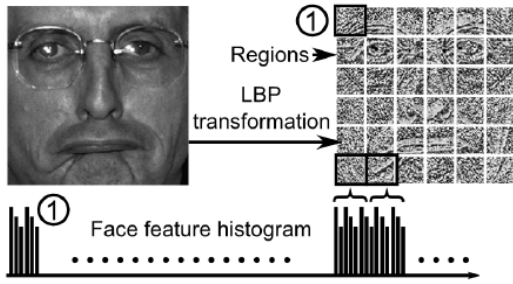 ①
Regions
LBP
transformation
①
Face feature histogram